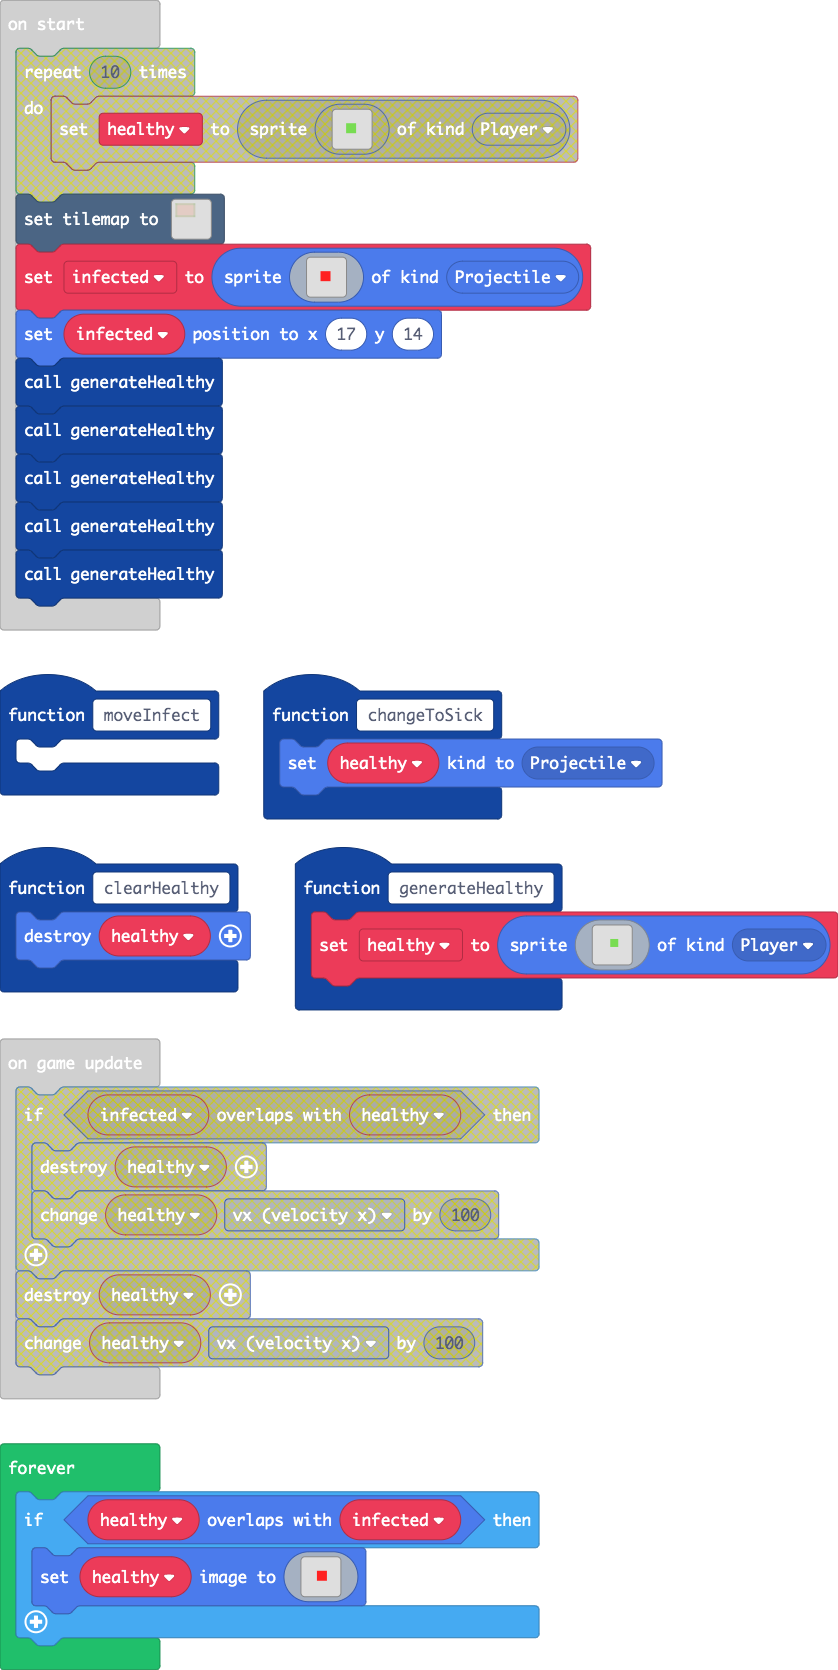 on start
repeat 10 times
do
set healthy to sprite of kind Player
set tilemap to
set infected to sprite of kind Projectile
set infected position to x 17 y 14
call generateHealthy
call generateHealthy
call generateHealthy
call generateHealthy
call generateHealthy
function moveInfect
function changeToSick
set healthy kind to Projectile
function clearHealthy
destroy healthy
function generateHealthy
set healthy to sprite of kind Player
on game update
if infected overlaps with healthy then
destroy healthy
change healthy vx (velocity x) by 100
destroy healthy
change healthy vx (velocity x) by 100
forever
if healthy overlaps with infected then
set healthy image to